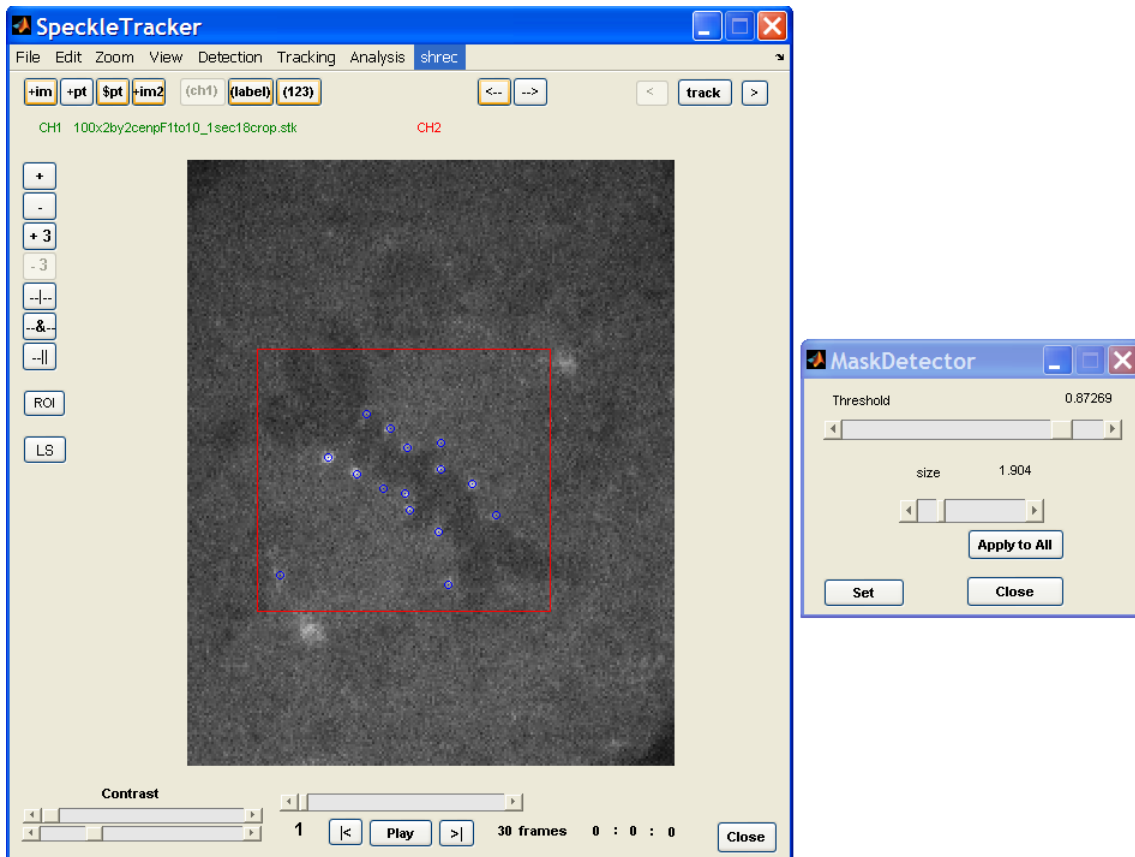 SpeckleTracker
File Edit Zoom View Detection Tracking Analysis shrec
+im +pt $pt +im2 (ch1) (label) (123) <-- --> < track >
CH1 100x2by2cenpF1to10_1sec18crop.stk CH2
+
-
+ 3
- 3
--|--
--&--
--||
ROI
LS
Contrast
1 |< Play >| 30 frames 0 : 0 : 0 Close
MaskDetector
Threshold 0.87269
size 1.904
Apply to All
Set Close